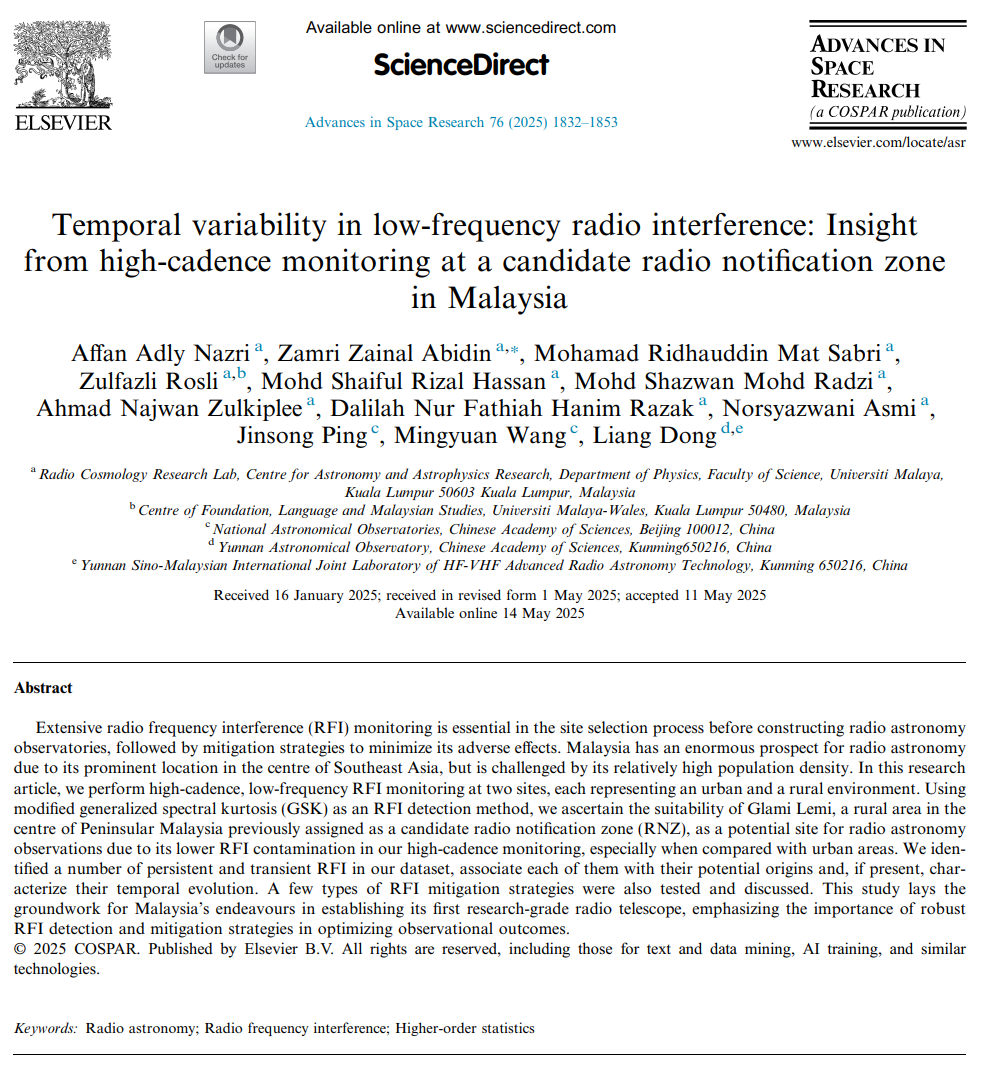 Available online at www.sciencedirect.com
Check for
updates
ScienceDirect
ELSEVIER
Advances in Space Research 76 (2025) 1832–1853
ADVANCES IN
SPACE
RESEARCH
(a COSPAR publication)
www.elsevier.com/locate/asr
Temporal variability in low-frequency radio interference: Insight
from high-cadence monitoring at a candidate radio notification zone
in Malaysia
Affan Adly Nazri a, Zamri Zainal Abidin a,*, Mohamad Ridhauddin Mat Sabri a,
Zulfazli Rosli a,b, Mohd Shaiful Rizal Hassan a, Mohd Shazwan Mohd Radzi a,
Ahmad Najwan Zulkiplee a, Dalilah Nur Fathiah Hanim Razak a, Norsyazwani Asmi a,
Jinsong Ping c, Mingyuan Wang c, Liang Dong d,e
a Radio Cosmology Research Lab, Centre for Astronomy and Astrophysics Research, Department of Physics, Faculty of Science, Universiti Malaya,
Kuala Lumpur 50603 Kuala Lumpur, Malaysia
b Centre of Foundation, Language and Malaysian Studies, Universiti Malaya-Wales, Kuala Lumpur 50480, Malaysia
c National Astronomical Observatories, Chinese Academy of Sciences, Beijing 100012, China
d Yunnan Astronomical Observatory, Chinese Academy of Sciences, Kunming650216, China
e Yunnan Sino-Malaysian International Joint Laboratory of HF-VHF Advanced Radio Astronomy Technology, Kunming 650216, China
Received 16 January 2025; received in revised form 1 May 2025; accepted 11 May 2025
Available online 14 May 2025
Abstract
Extensive radio frequency interference (RFI) monitoring is essential in the site selection process before constructing radio astronomy
observatories, followed by mitigation strategies to minimize its adverse effects. Malaysia has an enormous prospect for radio astronomy
due to its prominent location in the centre of Southeast Asia, but is challenged by its relatively high population density. In this research
article, we perform high-cadence, low-frequency RFI monitoring at two sites, each representing an urban and a rural environment. Using
modified generalized spectral kurtosis (GSK) as an RFI detection method, we ascertain the suitability of Glami Lemi, a rural area in the
centre of Peninsular Malaysia previously assigned as a candidate radio notification zone (RNZ), as a potential site for radio astronomy
observations due to its lower RFI contamination in our high-cadence monitoring, especially when compared with urban areas. We iden-
tified a number of persistent and transient RFI in our dataset, associate each of them with their potential origins and, if present, char-
acterize their temporal evolution. A few types of RFI mitigation strategies were also tested and discussed. This study lays the
groundwork for Malaysia's endeavours in establishing its first research-grade radio telescope, emphasizing the importance of robust
RFI detection and mitigation strategies in optimizing observational outcomes.
© 2025 COSPAR. Published by Elsevier B.V. All rights are reserved, including those for text and data mining, AI training, and similar
technologies.
Keywords: Radio astronomy; Radio frequency interference; Higher-order statistics